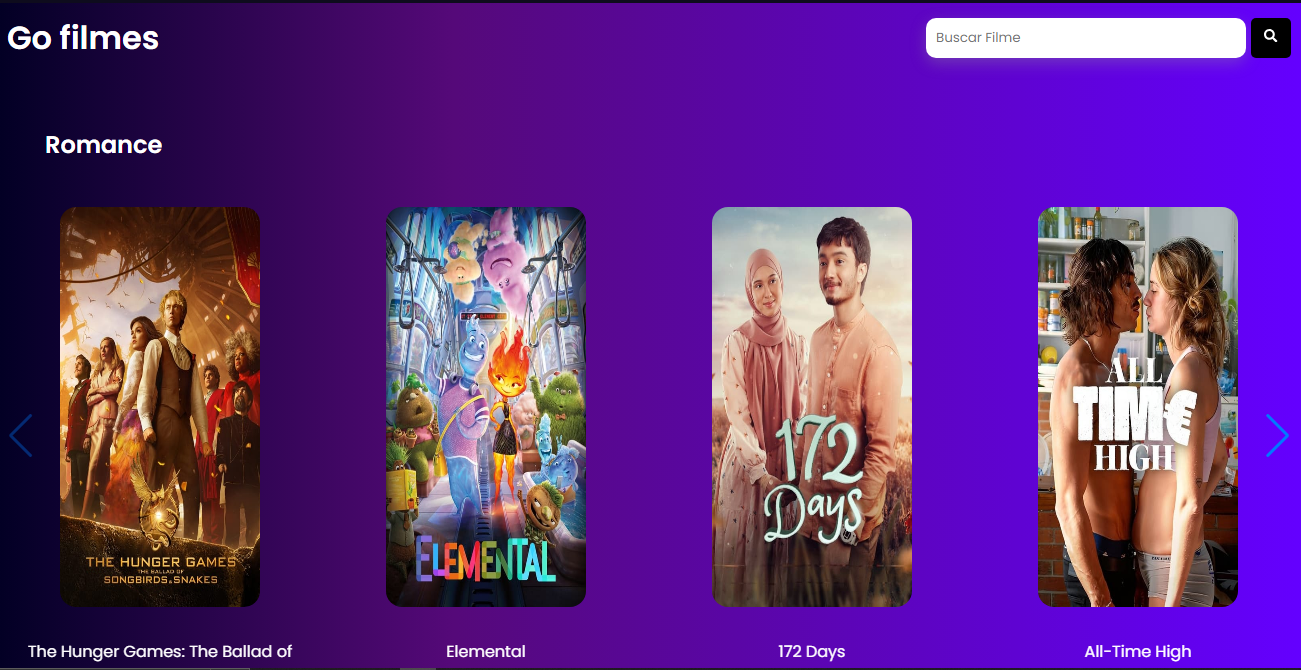 Go filmes
Buscar Filme
Romance
THE HUNGER GAMES
THE BALLAD OF
SONGBIRDS & SNAKES
ELEMENTAL
172
Days
ALL
TIM€
HIGH
The Hunger Games: The Ballad of
Elemental
172 Days
All-Time High